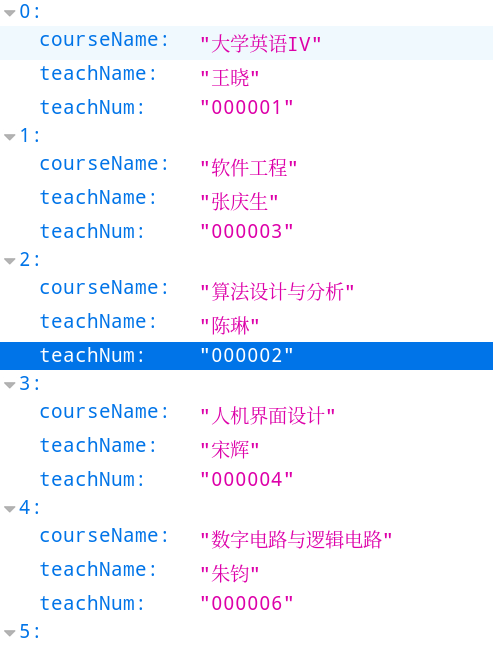 0:
courseName: "大学英语IV"
teachName: "王晓"
teachNum: "000001"
1:
courseName: "软件工程"
teachName: "张庆生"
teachNum: "000003"
2:
courseName: "算法设计与分析"
teachName: "陈琳"
teachNum: "000002"
3:
courseName: "人机界面设计"
teachName: "宋辉"
teachNum: "000004"
4:
courseName: "数字电路与逻辑电路"
teachName: "朱钧"
teachNum: "000006"
5: